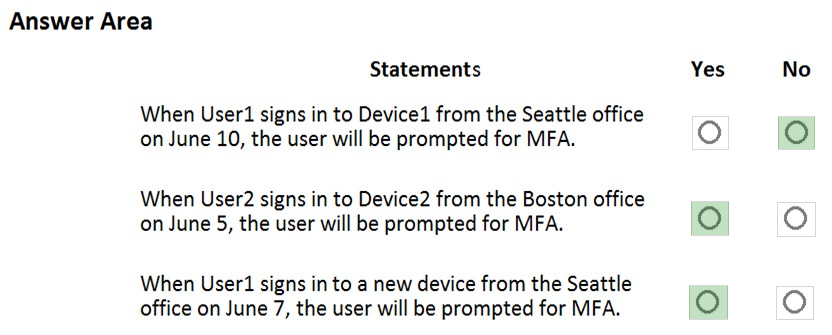 Answer Area
Statements Yes No
When User1 signs in to Device1 from the Seattle office
on June 10, the user will be prompted for MFA.
When User2 signs in to Device2 from the Boston office
on June 5, the user will be prompted for MFA.
When User1 signs in to a new device from the Seattle
office on June 7, the user will be prompted for MFA.